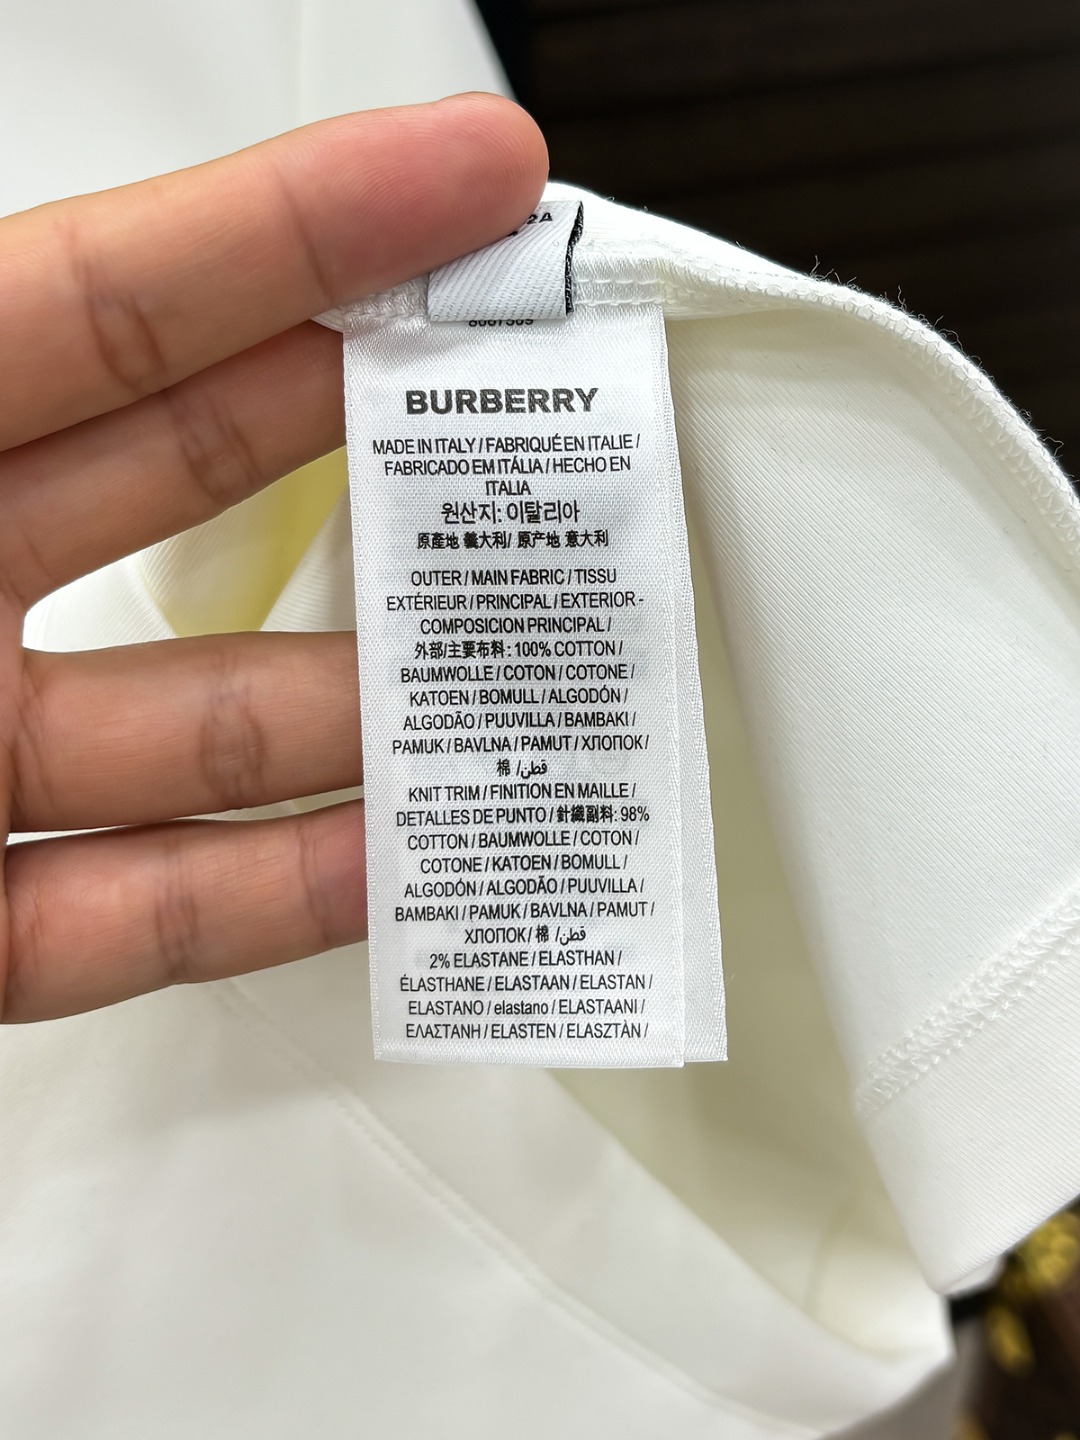 2A
8087509
BURBERRY
MADE IN ITALY / FABRIQUÉ EN ITALIE /
FABRICADO EM ITÁLIA / HECHO EN
ITALIA
원산지: 이탈리아
原產地 義大利/ 原产地 意大利
OUTER / MAIN FABRIC / TISSU
EXTÉRIEUR / PRINCIPAL / EXTERIOR -
COMPOSICION PRINCIPAL /
外部/主要布料: 100% COTTON /
BAUMWOLLE / COTON / COTONE /
KATOEN / BOMULL / ALGODÓN /
ALGODÃO / PUUVILLA / BAMBAKI /
PAMUK / BAVLNA / PAMUT / ХЛОПОК /
棉 /قطن
KNIT TRIM / FINITION EN MAILLE /
DETALLES DE PUNTO / 針織副料: 98%
COTTON / BAUMWOLLE / COTON /
COTONE / KATOEN / BOMULL /
ALGODÓN / ALGODÃO / PUUVILLA /
BAMBAKI / PAMUK / BAVLNA / PAMUT /
ХЛОПОК / 棉 /قطن
2% ELASTANE / ELASTHAN /
ÉLASTHANE / ELASTAAN / ELASTAN /
ELASTANO / elastano / ELASTAANI /
ΕΛΑΣΤΑΝΗ / ELASTEN / ELASZTÀN /